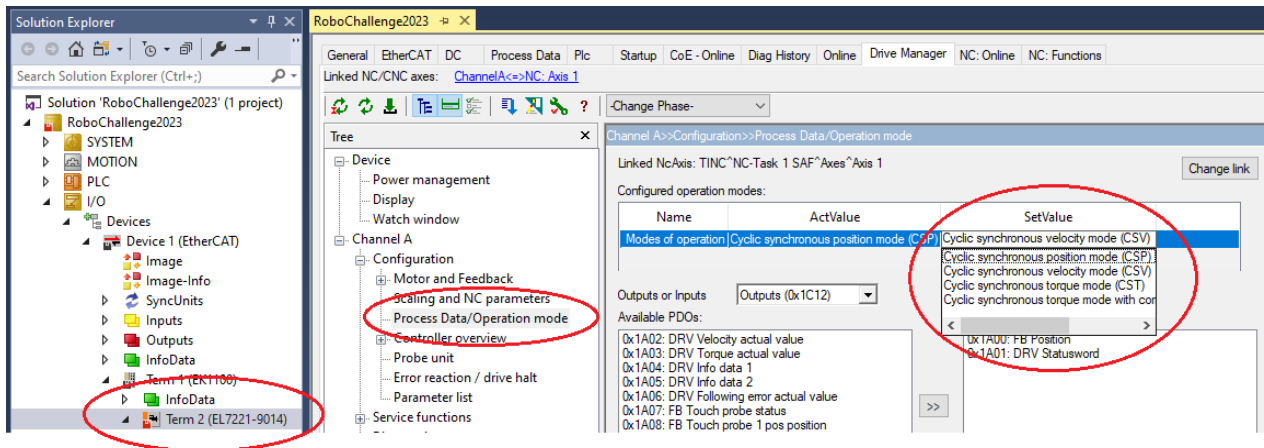 Solution Explorer
Search Solution Explorer (Ctrl+;)
Solution 'RoboChallenge2023' (1 project)
RoboChallenge2023
SYSTEM
MOTION
PLC
I/O
Devices
Device 1 (EtherCAT)
Image
Image-Info
SyncUnits
Inputs
Outputs
InfoData
Term 1 (EK1100)
InfoData
Term 2 (EL7221-9014)
RoboChallenge2023
General EtherCAT DC Process Data Plc Startup CoE - Online Diag History Online Drive Manager NC: Online NC: Functions
Linked NC/CNC axes: ChannelA<=>NC: Axis 1
? -Change Phase-
Tree
Device
Power management
Display
Watch window
Channel A
Configuration
Motor and Feedback
Scaling and NC parameters
Process Data/Operation mode
Controller overview
Probe unit
Error reaction / drive halt
Parameter list
Service functions
Channel A>>Configuration>>Process Data/Operation mode
Linked NcAxis: TINC^NC-Task 1 SAF^Axes^Axis 1
Change link
Configured operation modes:
Name ActValue SetValue
Modes of operation Cyclic synchronous position mode (CSP) Cyclic synchronous velocity mode (CSV)
Cyclic synchronous position mode (CSP)
Cyclic synchronous velocity mode (CSV)
Cyclic synchronous torque mode (CST)
Cyclic synchronous torque mode with con
Outputs or Inputs Outputs (0x1C12)
Available PDOs:
0x1A02: DRV Velocity actual value
0x1A03: DRV Torque actual value
0x1A04: DRV Info data 1
0x1A05: DRV Info data 2
0x1A06: DRV Following error actual value
0x1A07: FB Touch probe status
0x1A08: FB Touch probe 1 pos position
>>
0x1A00: FB Position
0x1A01: DRV Statusword